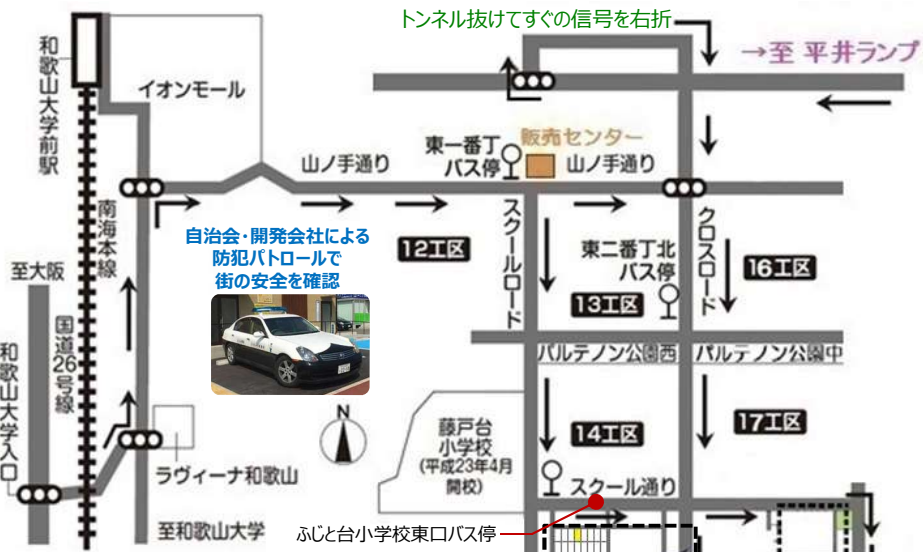 トンネル抜けてすぐの信号を右折
→至 平井ランプ
和歌山大学前駅
イオンモール
東一番丁
バス停
販売センター
山ノ手通り
山ノ手通り
南海本線
自治会・開発会社による
防犯パトロールで
街の安全を確認
12工区
スクールロード
東二番丁北
バス停
クロスロード
16工区
13工区
至大阪
国道26号線
和歌山大学入口
パルテノン公園西
パルテノン公園中
N
藤戸台
小学校
(平成23年4月
開校)
14工区
17工区
ラヴィーナ和歌山
スクール通り
至和歌山大学
ふじと台小学校東口バス停